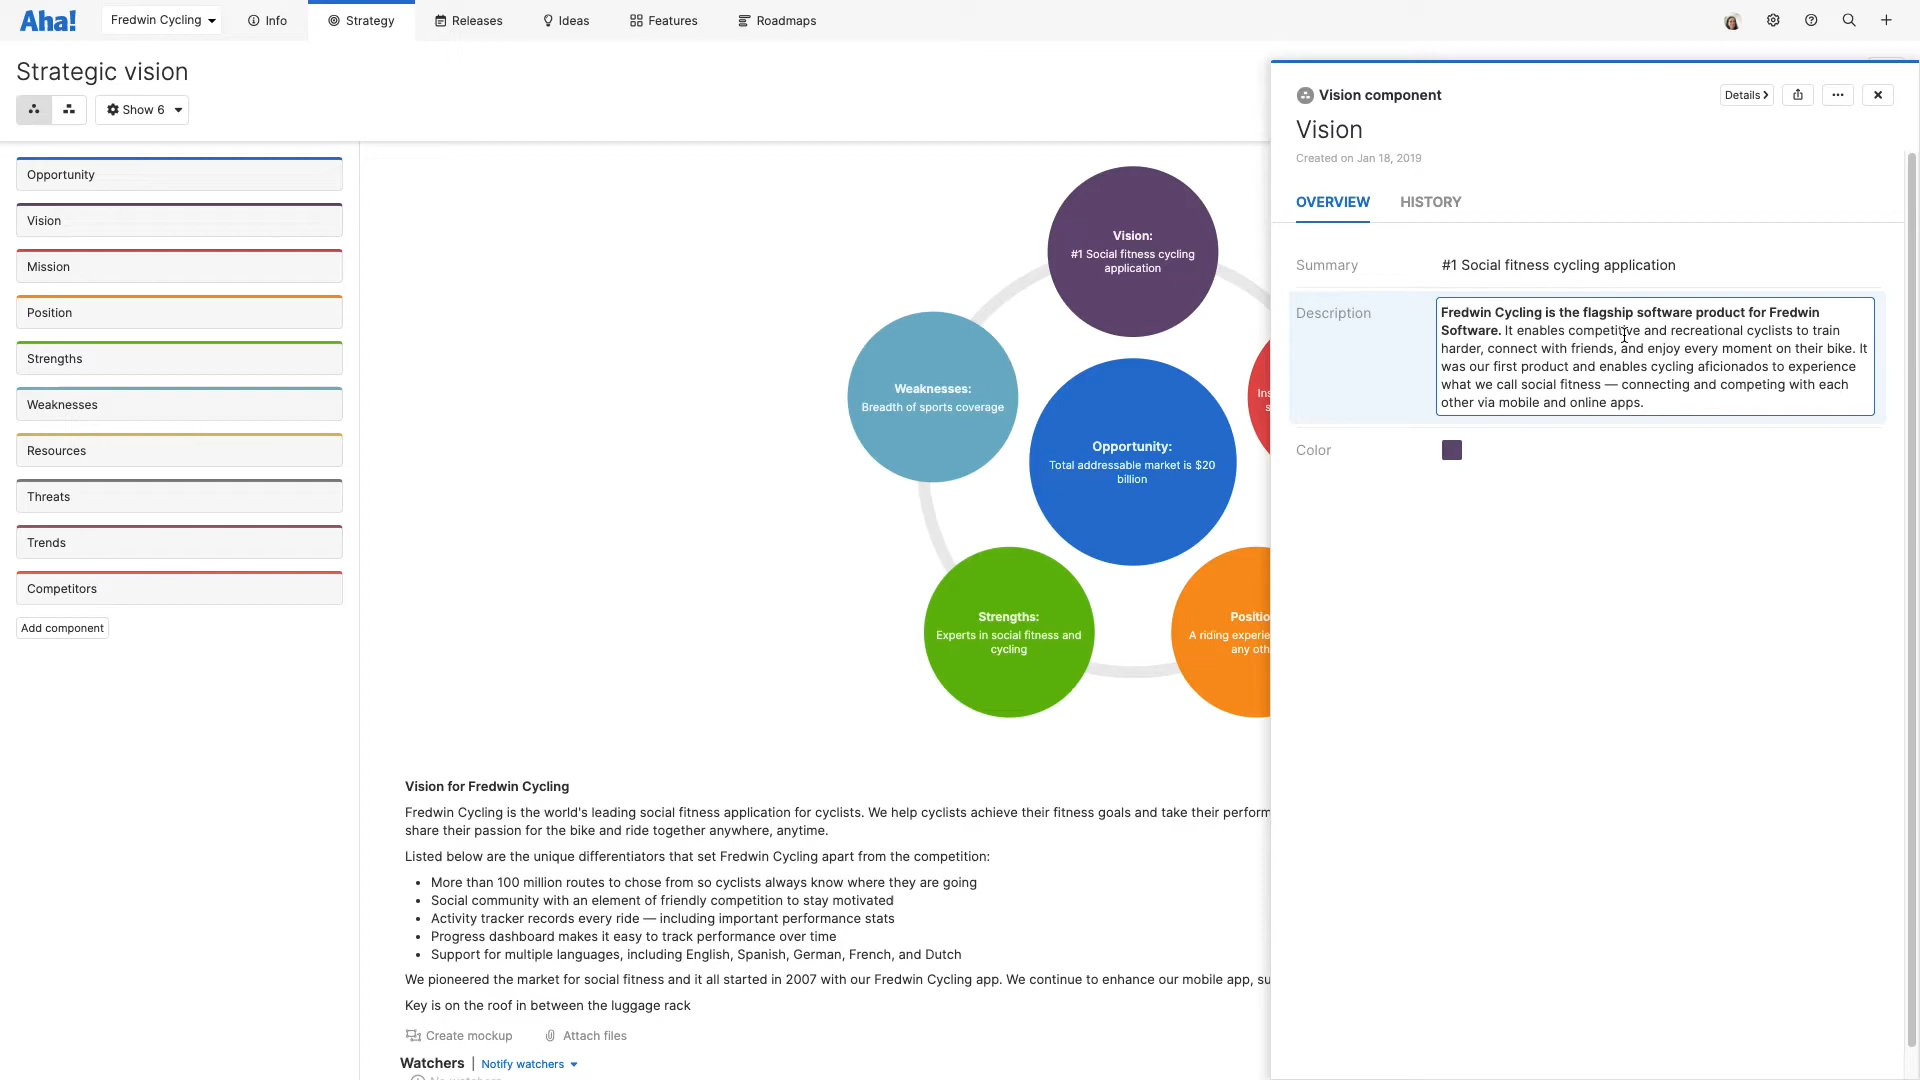 Aha!
Fredwin Cycling
Info
Strategy
Releases
Ideas
Features
Roadmaps
Strategic vision
Show 6
Opportunity
Vision
Mission
Position
Strengths
Weaknesses
Resources
Threats
Trends
Competitors
Add component
Vision:
#1 Social fitness cycling
application
Weaknesses:
Breadth of sports coverage
Opportunity:
Total addressable market is $20
billion
Strengths:
Experts in social fitness and
cycling
Positio
A riding experie
any oth
Ins
s
Vision for Fredwin Cycling
Fredwin Cycling is the world's leading social fitness application for cyclists. We help cyclists achieve their fitness goals and take their perform
share their passion for the bike and ride together anywhere, anytime.
Listed below are the unique differentiators that set Fredwin Cycling apart from the competition:
• More than 100 million routes to chose from so cyclists always know where they are going
• Social community with an element of friendly competition to stay motivated
• Activity tracker records every ride — including important performance stats
• Progress dashboard makes it easy to track performance over time
• Support for multiple languages, including English, Spanish, German, French, and Dutch
We pioneered the market for social fitness and it all started in 2007 with our Fredwin Cycling app. We continue to enhance our mobile app, su
Key is on the roof in between the luggage rack
Create mockup
Attach files
Watchers | Notify watchers
No watchers
Vision component
Details
Vision
Created on Jan 18, 2019
OVERVIEW
HISTORY
Summary
#1 Social fitness cycling application
Description
Fredwin Cycling is the flagship software product for Fredwin
Software. It enables competitive and recreational cyclists to train
harder, connect with friends, and enjoy every moment on their bike. It
was our first product and enables cycling aficionados to experience
what we call social fitness — connecting and competing with each
other via mobile and online apps.
Color